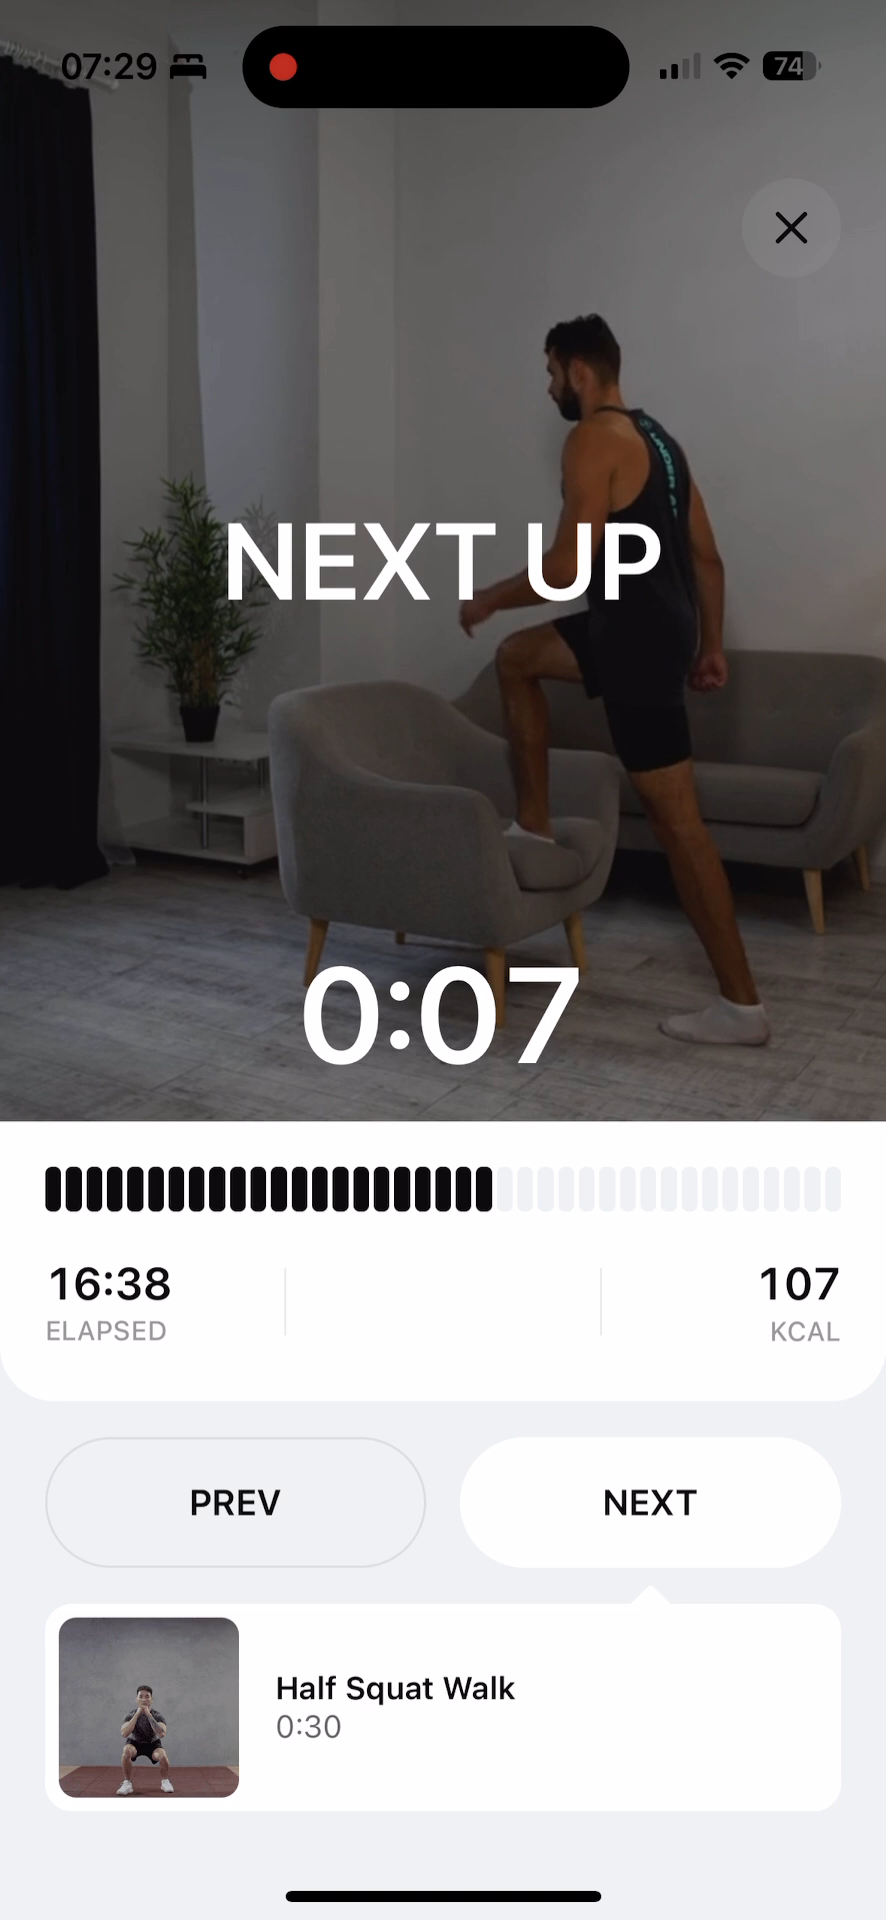 07:29
74
UNDER A
NEXT UP
0:07
16:38
107
ELAPSED
KCAL
PREV
NEXT
Half Squat Walk
0:30